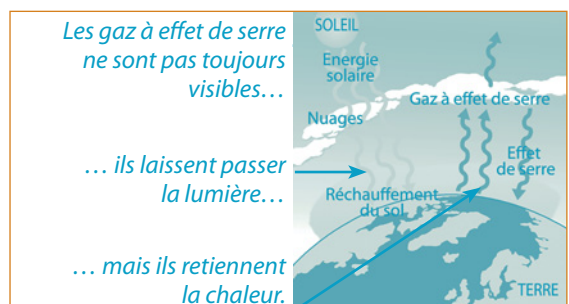 Les gaz à effet de serre
ne sont pas toujours
visibles…
… ils laissent passer
la lumière…
… mais ils retiennent
la chaleur.
SOLEIL
Energie
solaire
Gaz à effet de serre
Nuages
Effet
de serre
Réchauffement
du sol
TERRE